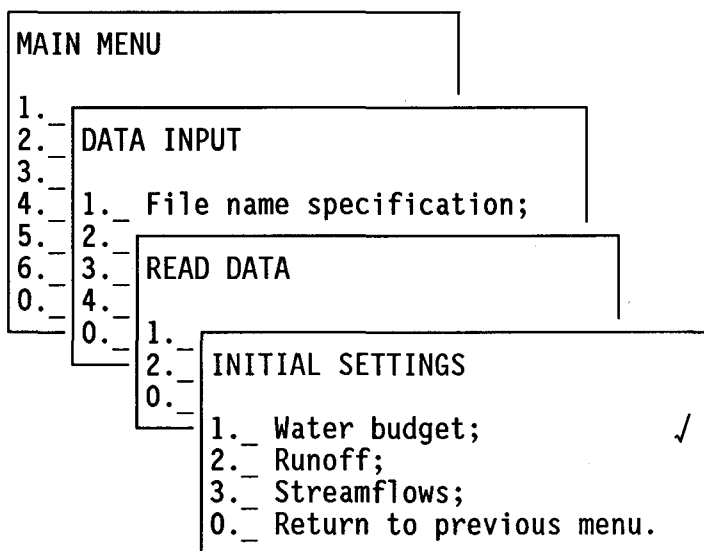 MAIN MENU
1._
2._
3._
4._
5._
6._
0._
DATA INPUT
1._ File name specification;
2._
3._
4._
0._
READ DATA
1._
2._
0._
INITIAL SETTINGS
1._ Water budget; √
2._ Runoff;
3._ Streamflows;
0._ Return to previous menu.